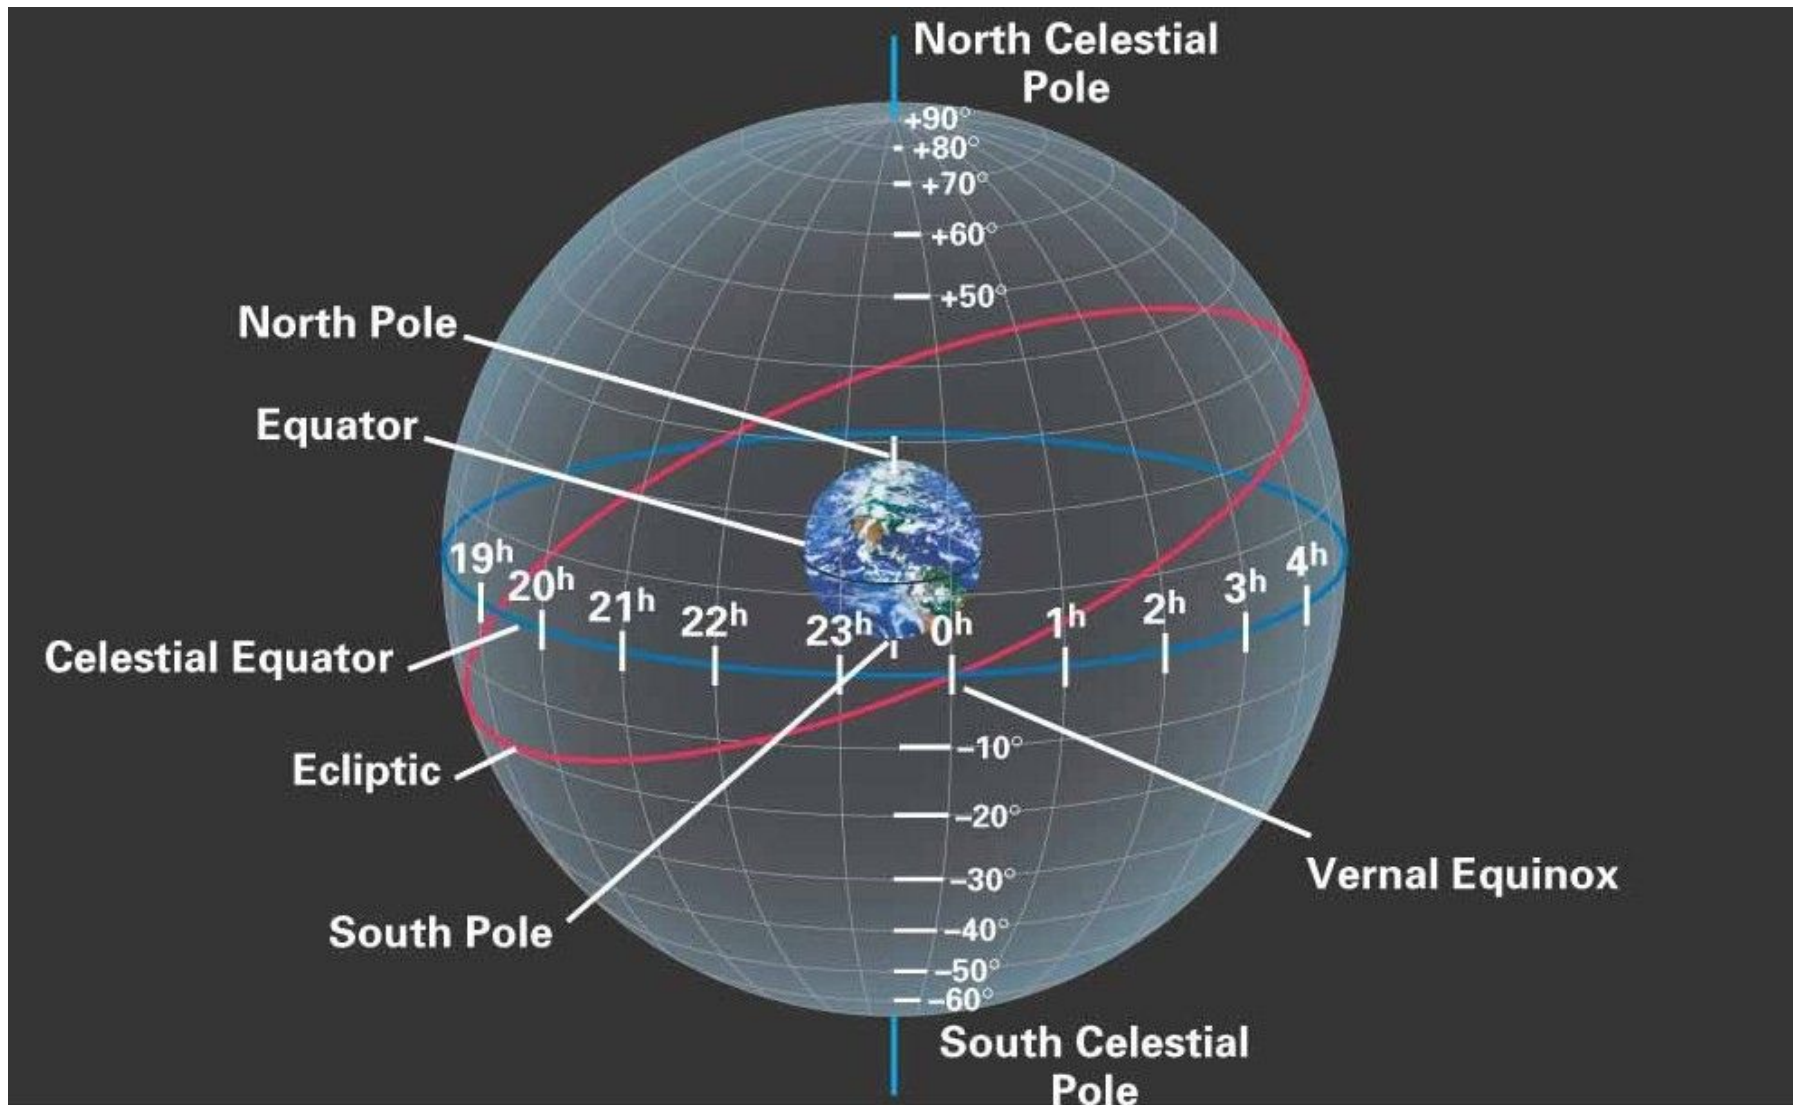 North Celestial
Pole
+90°
+80°
+70°
+60°
+50°
North Pole
Equator
19h
20h
21h
22h
23h
0h
1h
2h
3h
4h
Celestial Equator
Ecliptic
–10°
–20°
–30°
–40°
–50°
–60°
Vernal Equinox
South Pole
South Celestial
Pole